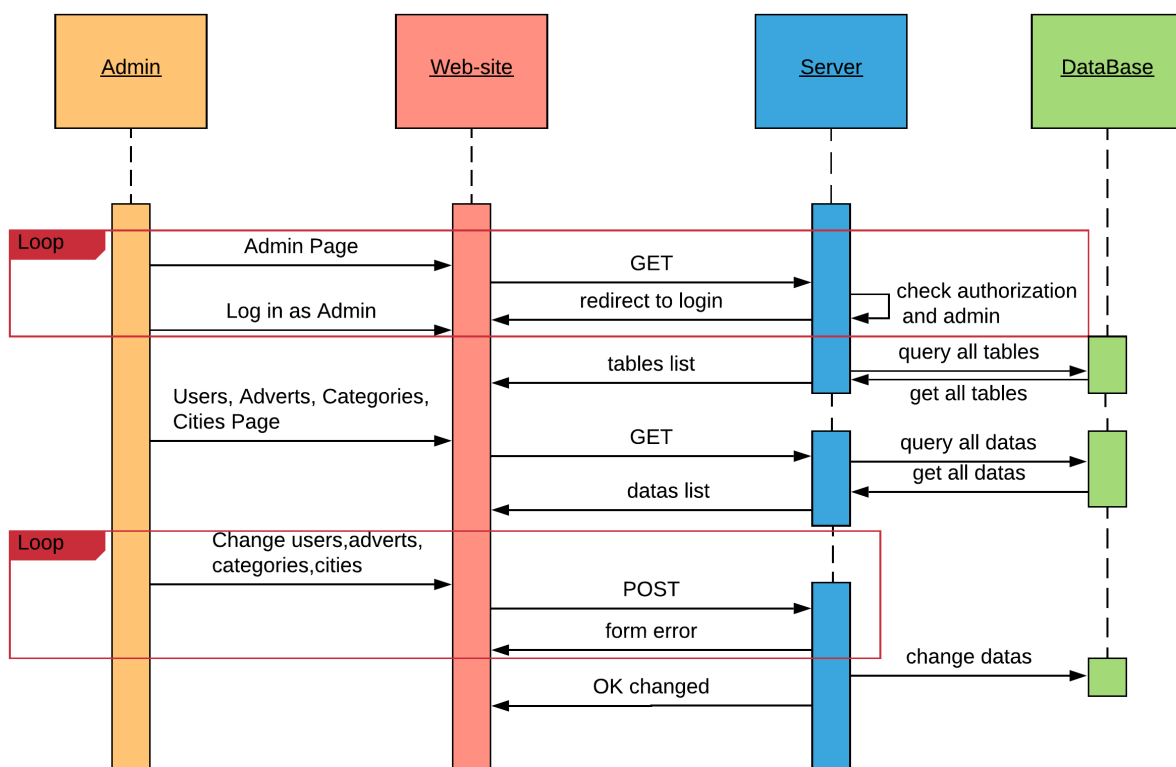 Admin
Web-site
Server
DataBase
Loop
Admin Page
GET
check authorization
and admin
redirect to login
Log in as Admin
query all tables
tables list
get all tables
Users, Adverts, Categories,
Cities Page
GET
query all datas
get all datas
datas list
Loop
Change users,adverts,
categories,cities
POST
form error
change datas
OK changed